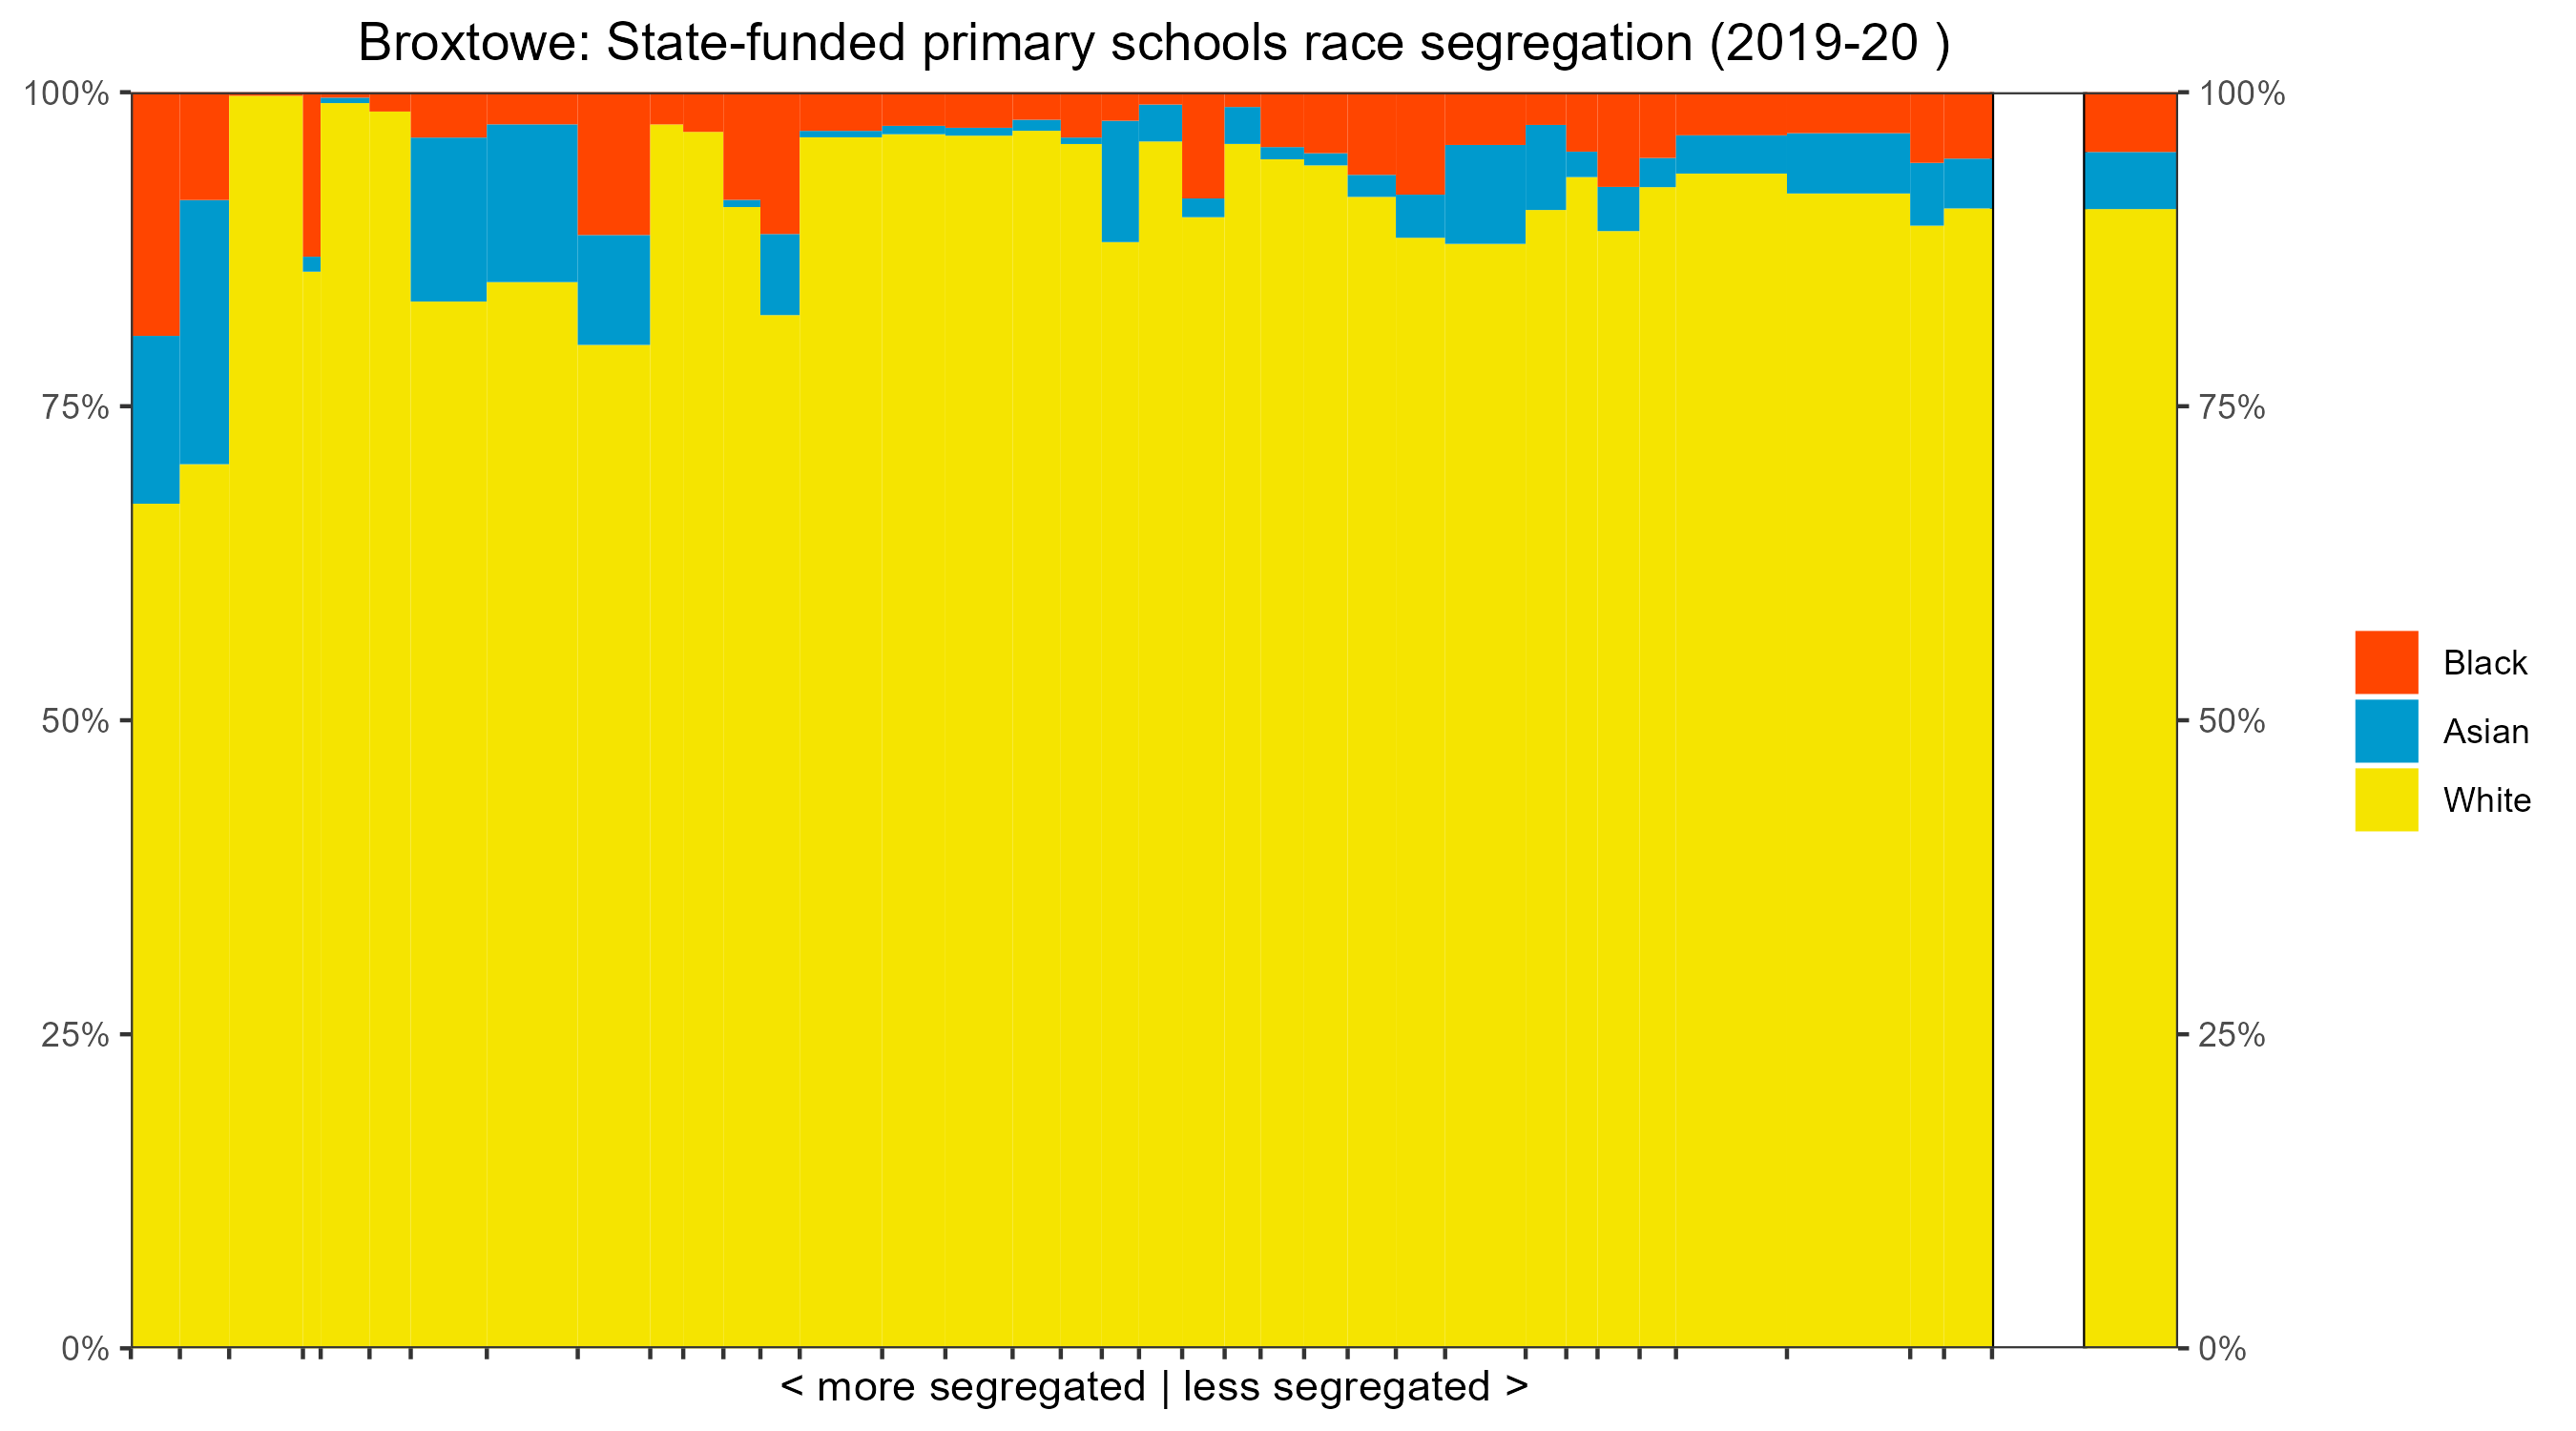 Broxtowe: State-funded primary schools race segregation (2019-20 )
100%
75%
50%
25%
0%
100%
75%
50%
25%
0%
Black
Asian
White
< more segregated | less segregated >